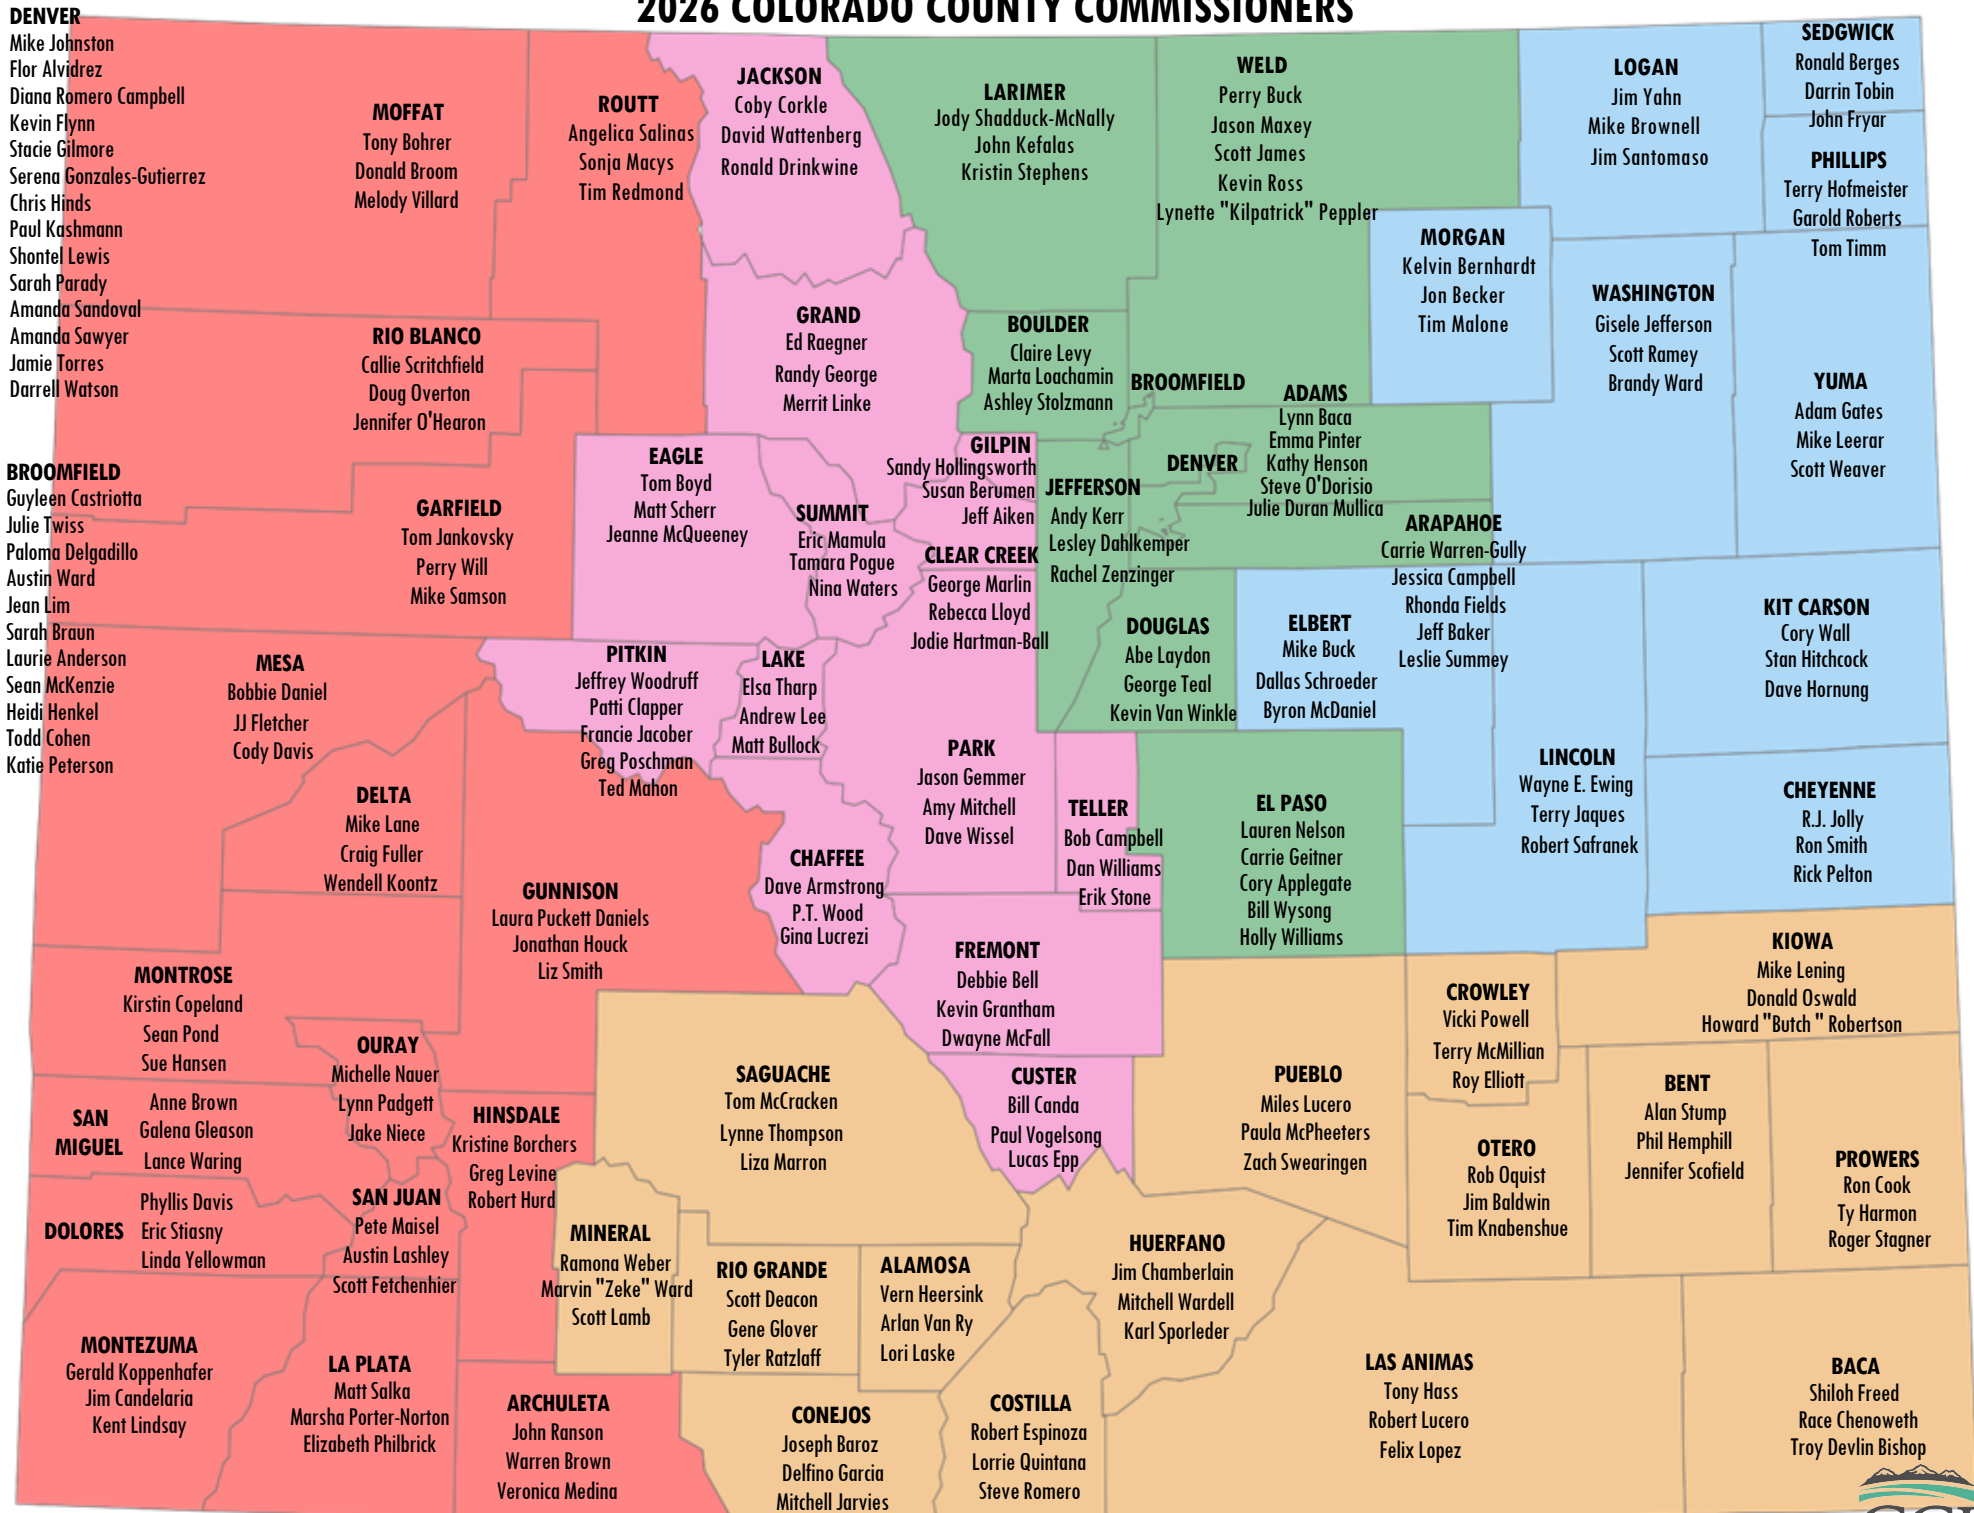 2026 COLORADO COUNTY COMMISSIONERS
DENVER
Mike Johnston
Flor Alvidrez
Diana Romero Campbell
Kevin Flynn
Stacie Gilmore
Serena Gonzales-Gutierrez
Chris Hinds
Paul Kashmann
Shontel Lewis
Sarah Parady
Amanda Sandoval
Amanda Sawyer
Jamie Torres
Darrell Watson
BROOMFIELD
Guyleen Castriotta
Julie Twiss
Paloma Delgadillo
Austin Ward
Jean Lim
Sarah Braun
Laurie Anderson
Sean McKenzie
Heidi Henkel
Todd Cohen
Katie Peterson
MOFFAT
Tony Bohrer
Donald Broom
Melody Villard
ROUTT
Angelica Salinas
Sonja Macys
Tim Redmond
JACKSON
Coby Corkle
David Wattenberg
Ronald Drinkwine
LARIMER
Jody Shadduck-McNally
John Kefalas
Kristin Stephens
WELD
Perry Buck
Jason Maxey
Scott James
Kevin Ross
Lynette "Kilpatrick" Peppler
LOGAN
Jim Yahn
Mike Brownell
Jim Santomaso
SEDGWICK
Ronald Berges
Darrin Tobin
John Fryar
PHILLIPS
Terry Hofmeister
Garold Roberts
Tom Timm
MORGAN
Kelvin Bernhardt
Jon Becker
Tim Malone
WASHINGTON
Gisele Jefferson
Scott Ramey
Brandy Ward
YUMA
Adam Gates
Mike Leerar
Scott Weaver
RIO BLANCO
Callie Scritchfield
Doug Overton
Jennifer O'Hearon
GRAND
Ed Raegner
Randy George
Merrit Linke
BOULDER
Claire Levy
Marta Loachamin
Ashley Stolzmann
BROOMFIELD
ADAMS
Lynn Baca
Emma Pinter
Kathy Henson
Steve O'Dorisio
Julie Duran Mullica
DENVER
GARFIELD
Tom Jankovsky
Perry Will
Mike Samson
EAGLE
Tom Boyd
Matt Scherr
Jeanne McQueeney
SUMMIT
Eric Mamula
Tamara Pogue
Nina Waters
GILPIN
Sandy Hollingsworth
Susan Berumen
Jeff Aiken
CLEAR CREEK
George Marlin
Rebecca Lloyd
Jodie Hartman-Ball
JEFFERSON
Andy Kerr
Lesley Dahlkemper
Rachel Zenzinger
ARAPAHOE
Carrie Warren-Gully
Jessica Campbell
Rhonda Fields
Jeff Baker
Leslie Summey
DOUGLAS
Abe Laydon
George Teal
Kevin Van Winkle
ELBERT
Mike Buck
Dallas Schroeder
Byron McDaniel
KIT CARSON
Cory Wall
Stan Hitchcock
Dave Hornung
MESA
Bobbie Daniel
JJ Fletcher
Cody Davis
PITKIN
Jeffrey Woodruff
Patti Clapper
Francie Jacober
Greg Poschman
Ted Mahon
LAKE
Elsa Tharp
Andrew Lee
Matt Bullock
PARK
Jason Gemmer
Amy Mitchell
Dave Wissel
TELLER
Bob Campbell
Dan Williams
Erik Stone
EL PASO
Lauren Nelson
Carrie Geitner
Cory Applegate
Bill Wysong
Holly Williams
LINCOLN
Wayne E. Ewing
Terry Jaques
Robert Safranek
CHEYENNE
R.J. Jolly
Ron Smith
Rick Pelton
DELTA
Mike Lane
Craig Fuller
Wendell Koontz
GUNNISON
Laura Puckett Daniels
Jonathan Houck
Liz Smith
CHAFFEE
Dave Armstrong
P.T. Wood
Gina Lucrezi
FREMONT
Debbie Bell
Kevin Grantham
Dwayne McFall
KIOWA
Mike Lening
Donald Oswald
Howard "Butch " Robertson
CROWLEY
Vicki Powell
Terry McMillian
Roy Elliott
MONTROSE
Kirstin Copeland
Sean Pond
Sue Hansen
OURAY
Michelle Nauer
Lynn Padgett
Jake Niece
SAGUACHE
Tom McCracken
Lynne Thompson
Liza Marron
CUSTER
Bill Canda
Paul Vogelsong
Lucas Epp
PUEBLO
Miles Lucero
Paula McPheeters
Zach Swearingen
BENT
Alan Stump
Phil Hemphill
Jennifer Scofield
OTERO
Rob Oquist
Jim Baldwin
Tim Knabenshue
PROWERS
Ron Cook
Ty Harmon
Roger Stagner
SAN
MIGUEL
Anne Brown
Galena Gleason
Lance Waring
HINSDALE
Kristine Borchers
Greg Levine
Robert Hurd
DOLORES
Phyllis Davis
Eric Stiasny
Linda Yellowman
SAN JUAN
Pete Maisel
Austin Lashley
Scott Fetchenhier
MINERAL
Ramona Weber
Marvin "Zeke" Ward
Scott Lamb
RIO GRANDE
Scott Deacon
Gene Glover
Tyler Ratzlaff
ALAMOSA
Vern Heersink
Arlan Van Ry
Lori Laske
HUERFANO
Jim Chamberlain
Mitchell Wardell
Karl Sporleder
MONTEZUMA
Gerald Koppenhafer
Jim Candelaria
Kent Lindsay
LA PLATA
Matt Salka
Marsha Porter-Norton
Elizabeth Philbrick
ARCHULETA
John Ranson
Warren Brown
Veronica Medina
CONEJOS
Joseph Baroz
Delfino Garcia
Mitchell Jarvies
COSTILLA
Robert Espinoza
Lorrie Quintana
Steve Romero
LAS ANIMAS
Tony Hass
Robert Lucero
Felix Lopez
BACA
Shiloh Freed
Race Chenoweth
Troy Devlin Bishop